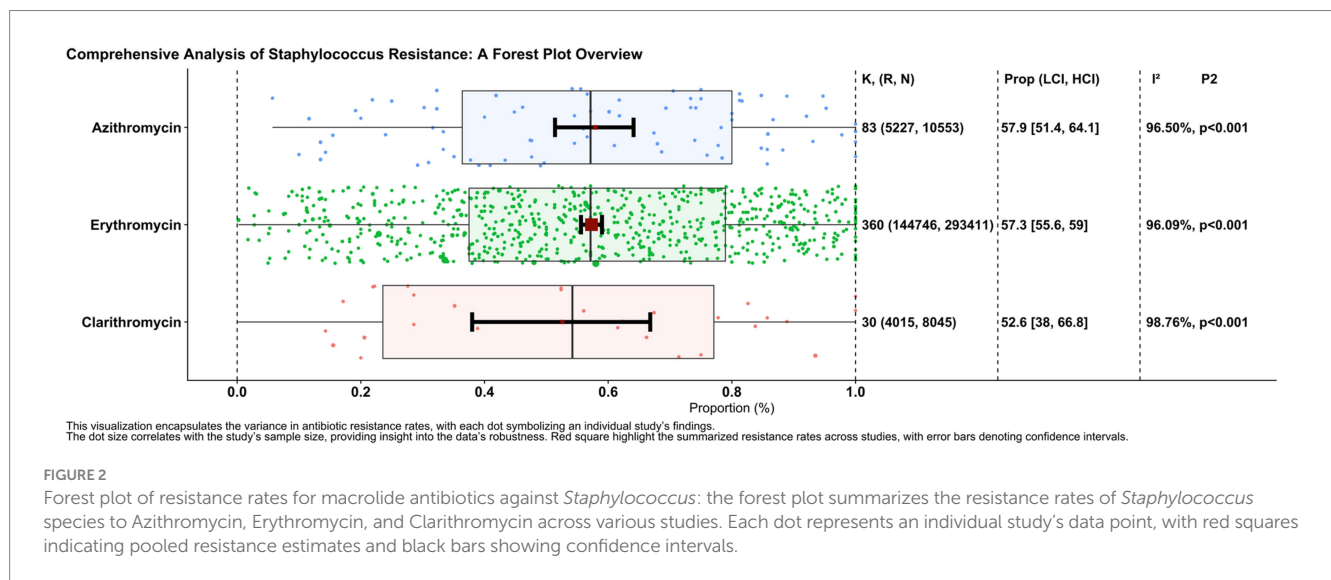 Comprehensive Analysis of Staphylococcus Resistance: A Forest Plot Overview
K, (R, N) Prop (LCI, HCI) I² P2
Azithromycin 83 (5227, 10553) 57.9 [51.4, 64.1] 96.50%, p<0.001
Erythromycin 360 (144746, 293411) 57.3 [55.6, 59] 96.09%, p<0.001
Clarithromycin 30 (4015, 8045) 52.6 [38, 66.8] 98.76%, p<0.001
0.0 0.2 0.4 0.6 0.8 1.0
Proportion (%)
This visualization encapsulates the variance in antibiotic resistance rates, with each dot symbolizing an individual study's findings.
The dot size correlates with the study's sample size, providing insight into the data's robustness. Red square highlight the summarized resistance rates across studies, with error bars denoting confidence intervals.
FIGURE 2
Forest plot of resistance rates for macrolide antibiotics against Staphylococcus: the forest plot summarizes the resistance rates of Staphylococcus
species to Azithromycin, Erythromycin, and Clarithromycin across various studies. Each dot represents an individual study's data point, with red squares
indicating pooled resistance estimates and black bars showing confidence intervals.